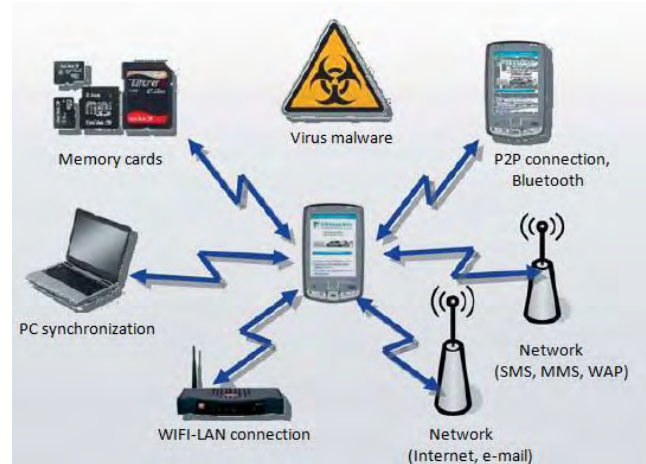 Virus malware
Memory cards
P2P connection,
Bluetooth
PC synchronization
Network
(SMS, MMS, WAP)
WIFI-LAN connection
Network
(Internet, e-mail)